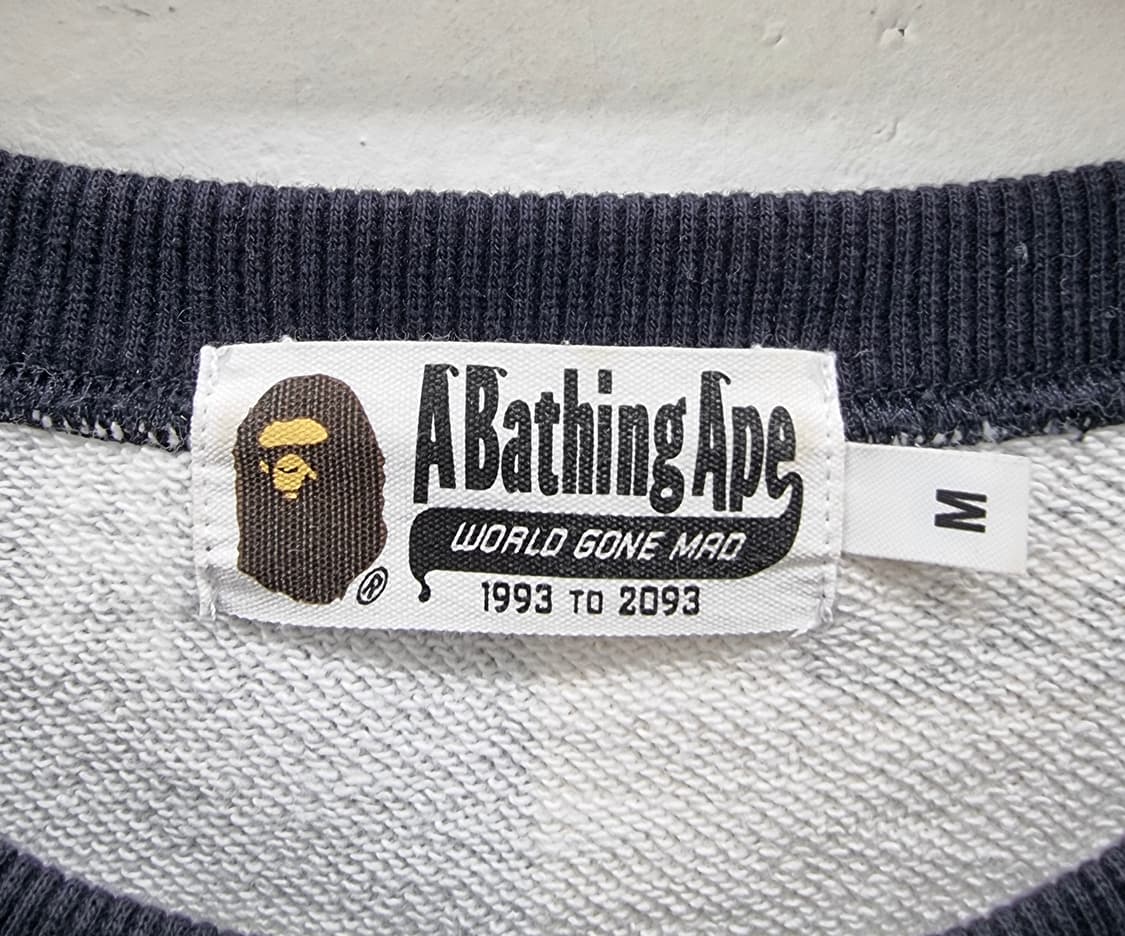 A Bathing Ape
WORLD GONE MAD
1993 TO 2093
®
M